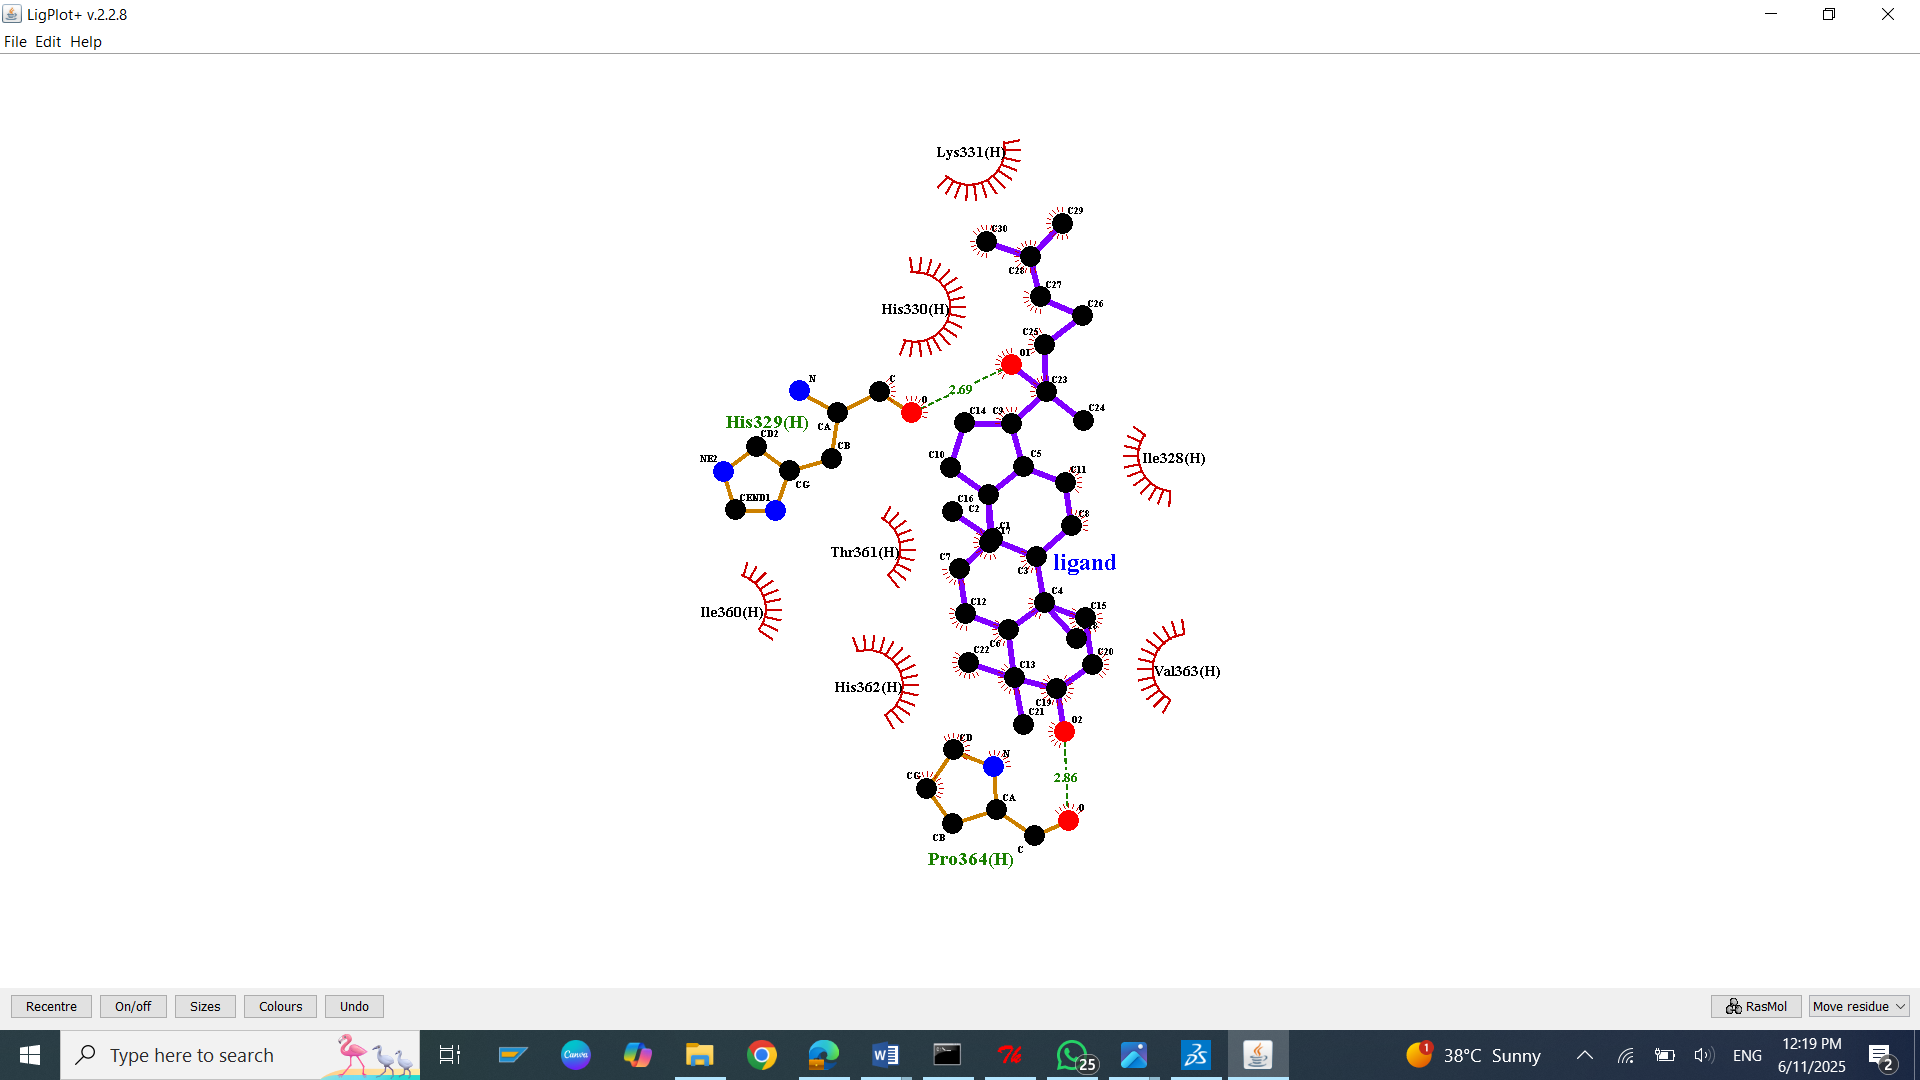 LigPlot+ v.2.2.8
File Edit Help
Lys331(H)
C29
C30
C28
C27
C26
His330(H)
C25
O1
N
C
2.69
C23
O
C14 C9
C24
His329(H)
CA
CD2
CB
C10
C5
Ile328(H)
NE2
C11
CG
CE
ND1
C16
C2
C8
C1
Thr361(H)
C7
C3
ligand
C4
C12
C15
Ile360(H)
C6
C22
C20
C13
Val363(H)
His362(H)
C19
C21
O2
CD
N
CG
2.86
CA
O
CB
C
Pro364(H)
Recentre On/off Sizes Colours Undo RasMol Move residue
Type here to search
Canva
25
1
38°C Sunny
ENG
12:19 PM
6/11/2025
2